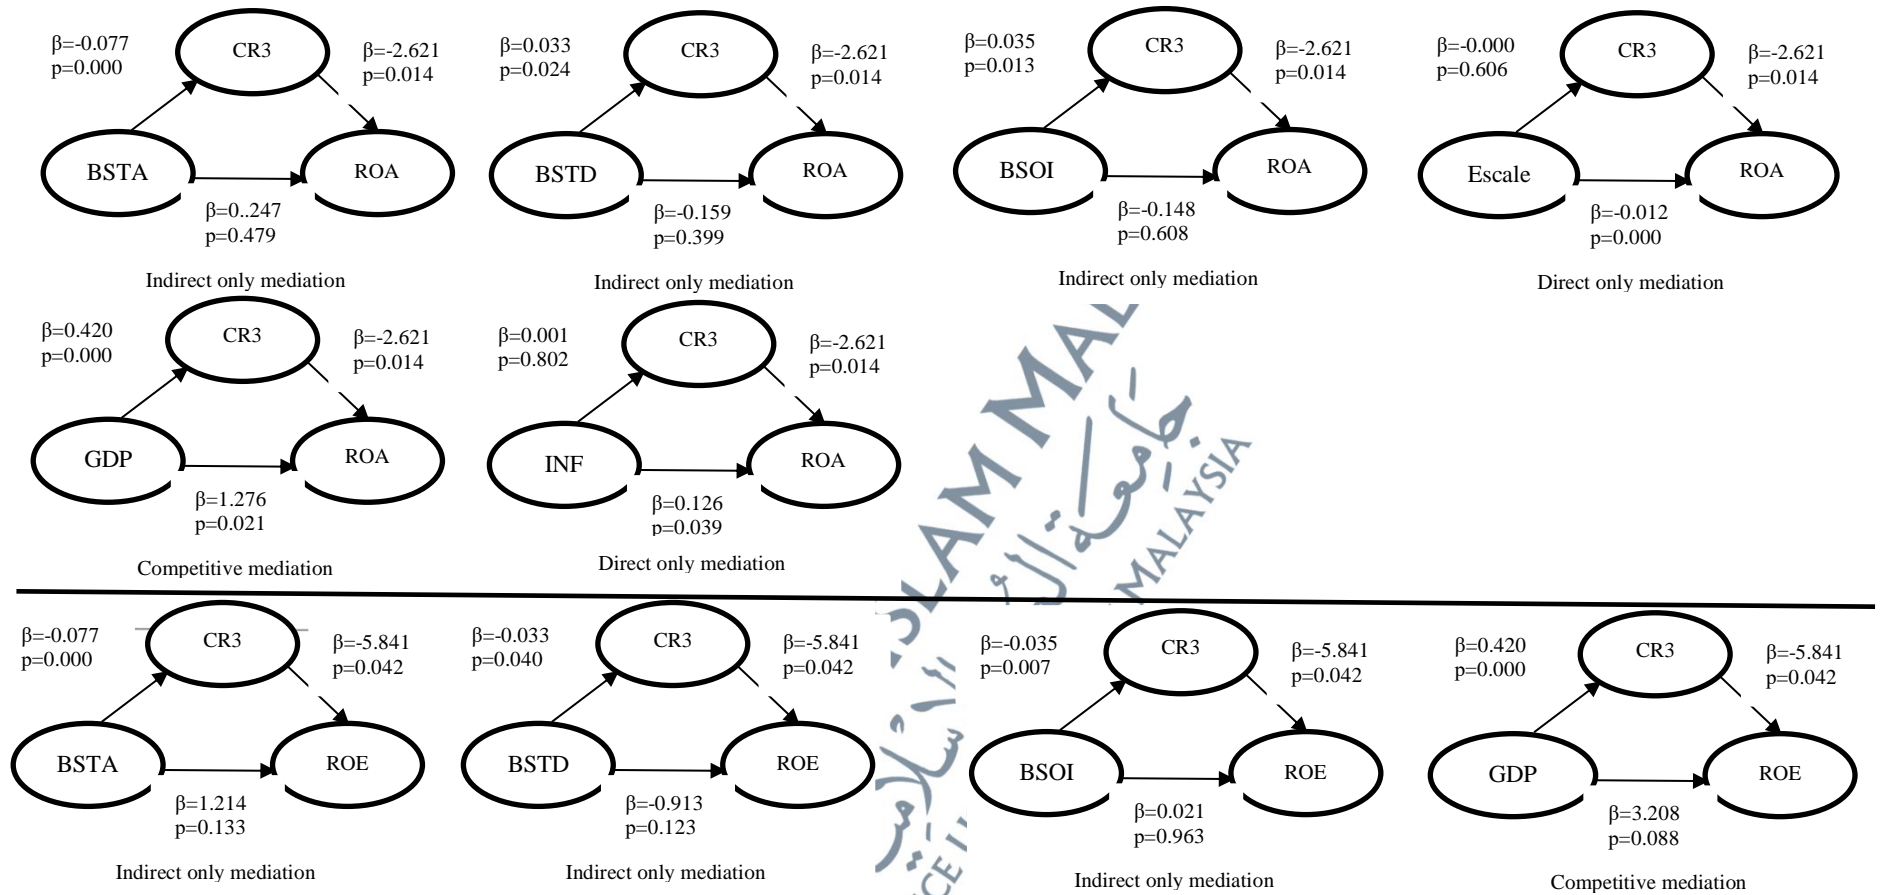 β=-0.077
p=0.000
CR3
β=-2.621
p=0.014
BSTA
ROA
β=0..247
p=0.479
Indirect only mediation
β=0.033
p=0.024
CR3
β=-2.621
p=0.014
BSTD
ROA
β=-0.159
p=0.399
Indirect only mediation
β=0.035
p=0.013
CR3
β=-2.621
p=0.014
BSOI
ROA
β=-0.148
p=0.608
Indirect only mediation
β=-0.000
p=0.606
CR3
β=-2.621
p=0.014
Escale
ROA
β=-0.012
p=0.000
Direct only mediation
β=0.420
p=0.000
CR3
β=-2.621
p=0.014
GDP
ROA
β=1.276
p=0.021
Competitive mediation
β=0.001
p=0.802
CR3
β=-2.621
p=0.014
INF
ROA
β=0.126
p=0.039
Direct only mediation
SLAM MAL
جامعة
MALAYSIA
β=-0.077
p=0.000
CR3
β=-5.841
p=0.042
BSTA
ROE
β=1.214
p=0.133
Indirect only mediation
β=-0.033
p=0.040
CR3
β=-5.841
p=0.042
BSTD
ROE
β=-0.913
p=0.123
Indirect only mediation
β=-0.035
p=0.007
CR3
β=-5.841
p=0.042
BSOI
ROE
β=0.021
p=0.963
Indirect only mediation
β=0.420
p=0.000
CR3
β=-5.841
p=0.042
GDP
ROE
β=3.208
p=0.088
Competitive mediation